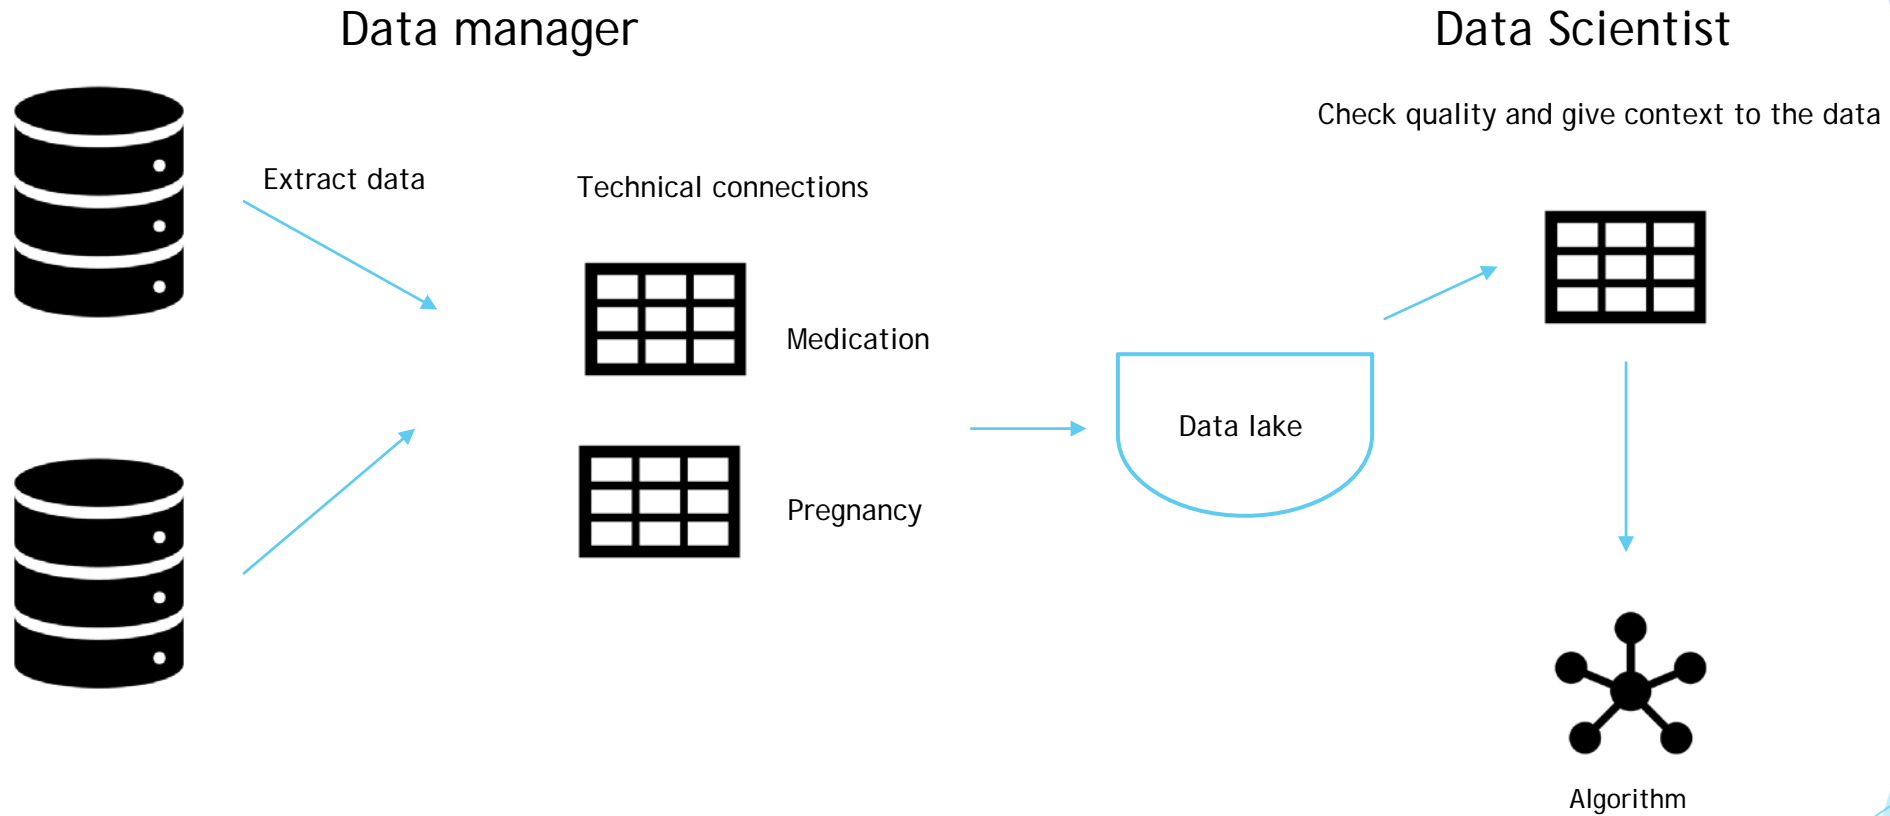 Data manager
Data Scientist
Check quality and give context to the data
Extract data
Technical connections
Medication
Data lake
Pregnancy
Algorithm